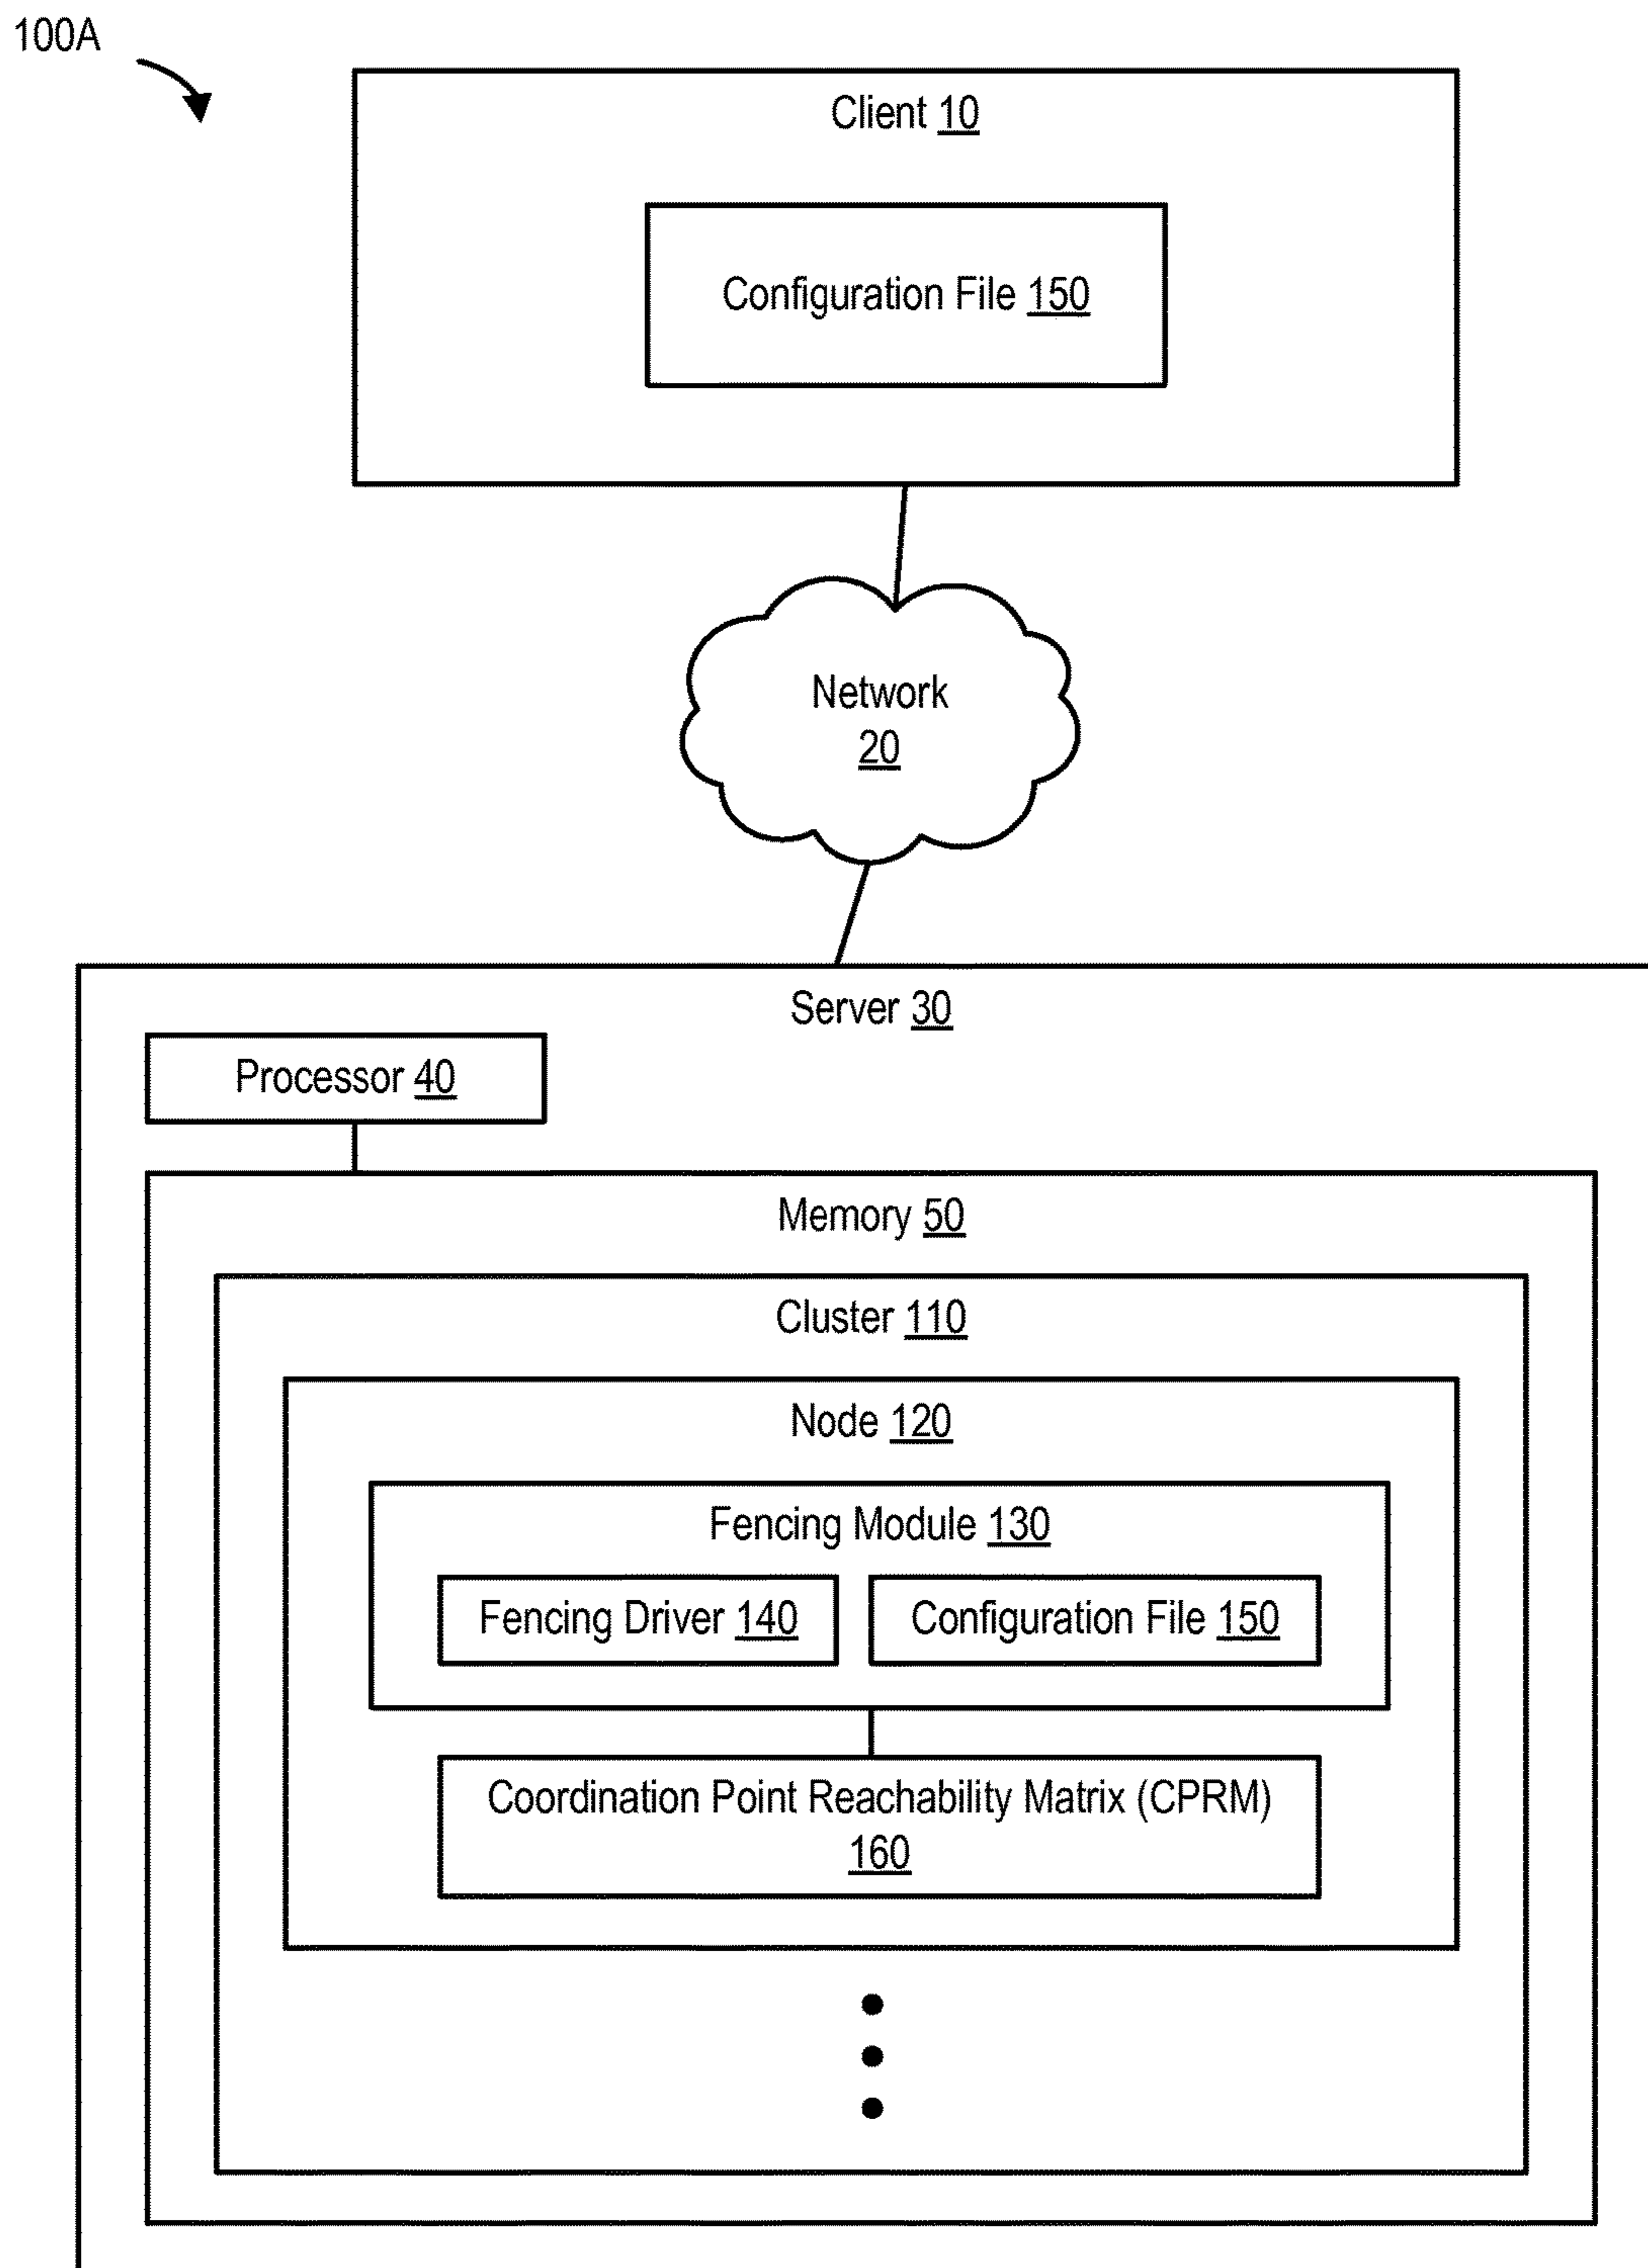 100A
Client 10
Configuration File 150
Network
20
Server 30
Processor 40
Memory 50
Cluster 110
Node 120
Fencing Module 130
Fencing Driver 140
Configuration File 150
Coordination Point Reachability Matrix (CPRM)
160